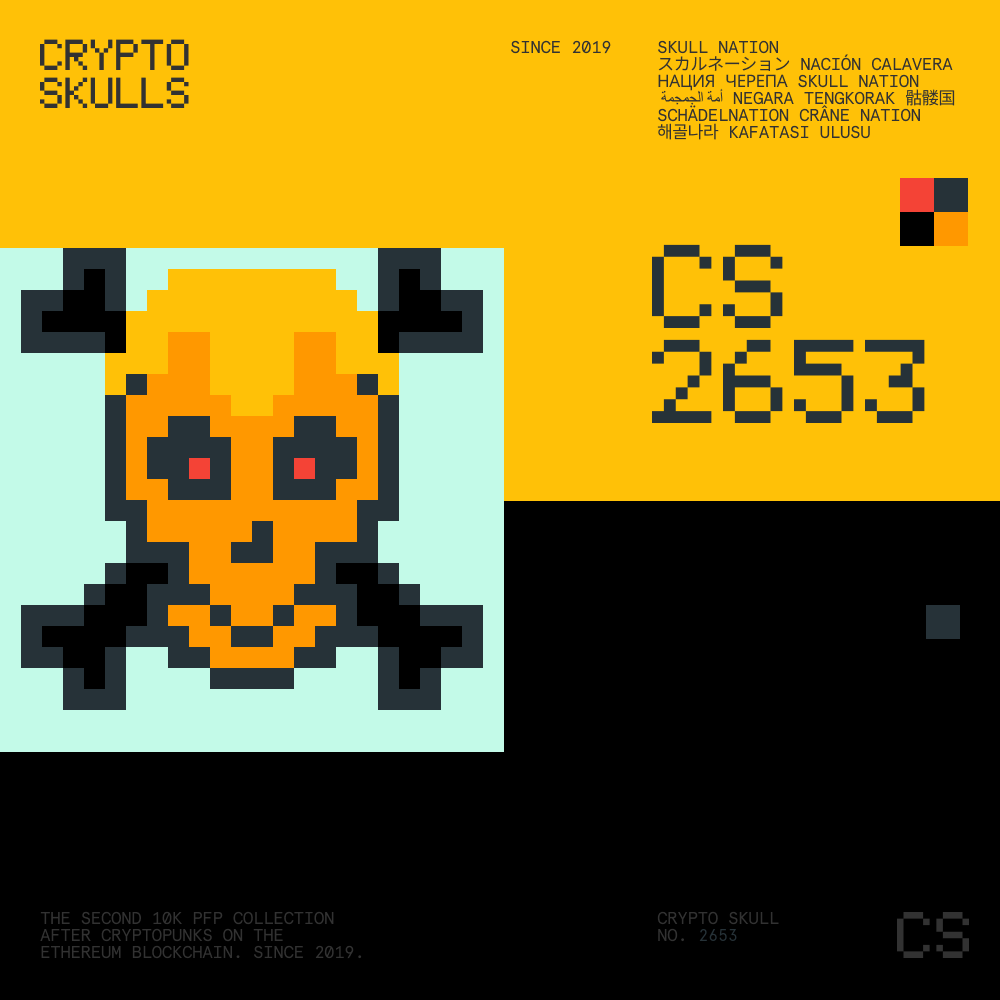 CRYPTO
SKULLS
SINCE 2019
SKULL NATION
スカルネーション NACIÓN CALAVERA
НАЦИЯ ЧЕРЕПА SKULL NATION
أمة الجمجمة NEGARA TENGKORAK 骷髅国
SCHÄDELNATION CRÂNE NATION
해골나라 KAFATASI ULUSU
CS
2653
THE SECOND 10K PFP COLLECTION
AFTER CRYPTOPUNKS ON THE
ETHEREUM BLOCKCHAIN. SINCE 2019.
CRYPTO SKULL
NO. 2653
CS